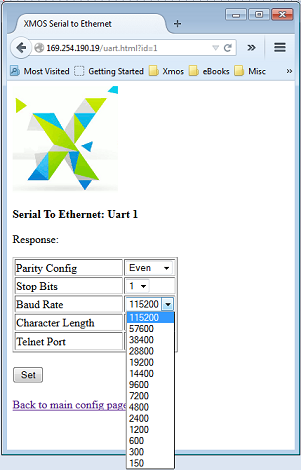 XMOS Serial to Ethernet
169.254.190.19/uart.html?id=1
Most Visited Getting Started Xmos eBooks Misc
Serial To Ethernet: Uart 1
Response:
Parity Config Even
Stop Bits 1
Baud Rate 115200
Character Length
Telnet Port
115200
57600
38400
28800
19200
14400
9600
7200
4800
2400
1200
600
300
150
Set
Back to main config page